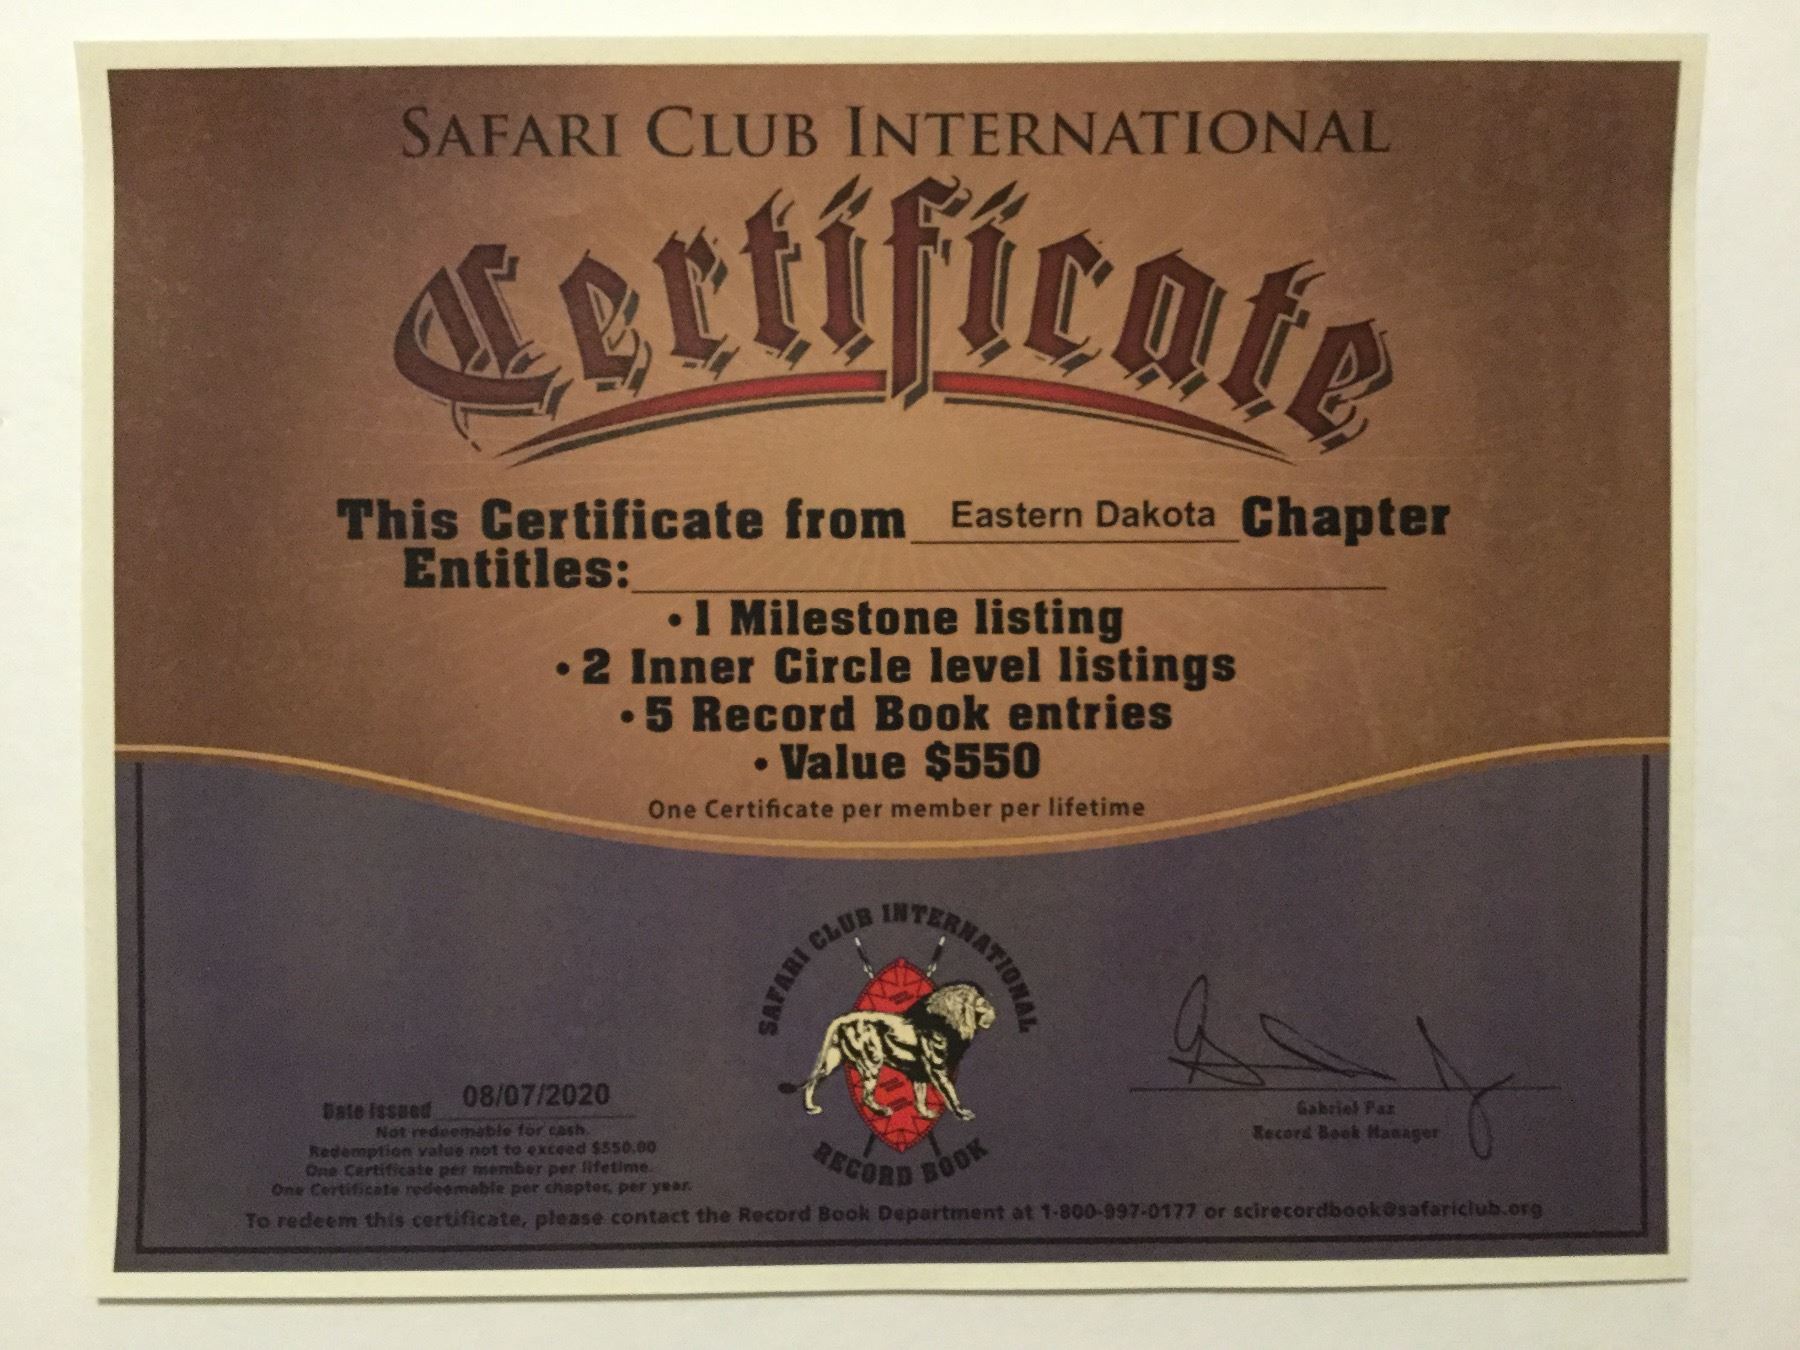 SAFARI CLUB INTERNATIONAL
Certificate
This Certificate from Eastern Dakota Chapter
Entitles:
• 1 Milestone listing
• 2 Inner Circle level listings
• 5 Record Book entries
• Value $550
One Certificate per member per lifetime
SAFARI CLUB INTERNATIONAL
RECORD BOOK
Date Issued 08/07/2020
Not redeemable for cash.
Redemption value not to exceed $550.00
One Certificate per member per lifetime.
One Certificate redeemable per chapter, per year.
Gabriel Paz
Record Book Manager
To redeem this certificate, please contact the Record Book Department at 1-800-997-0177 or scirecordbook@safariclub.org